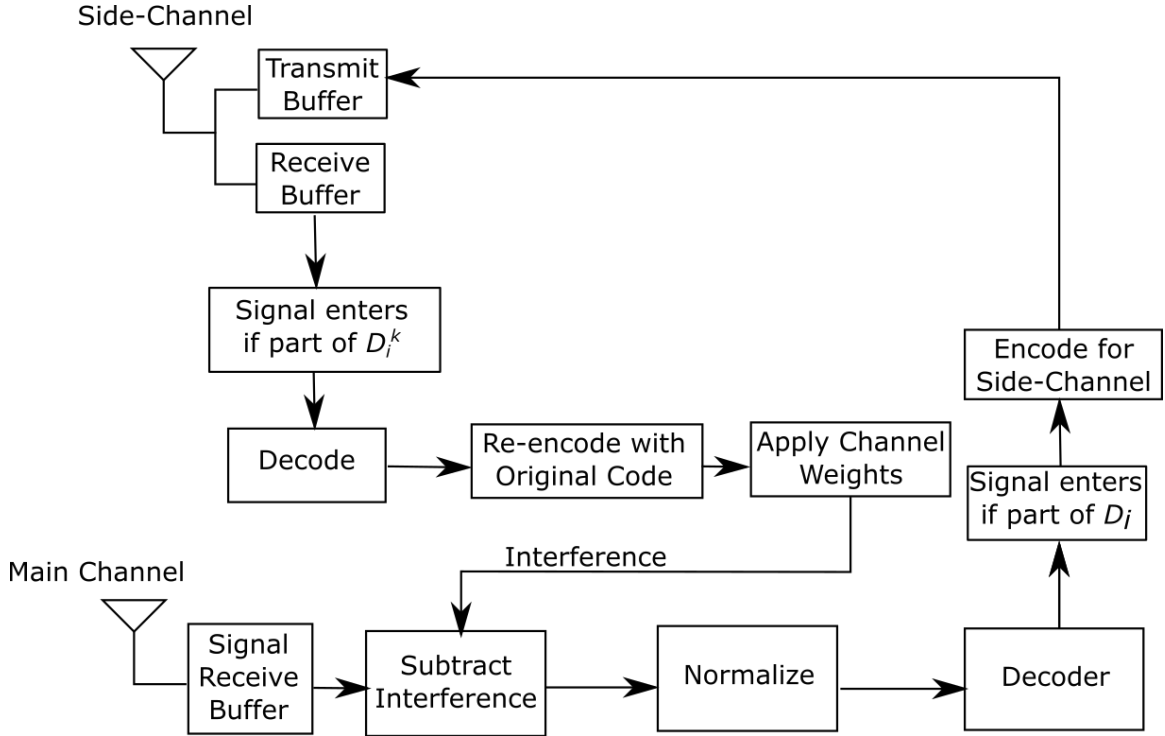 Side-Channel
Transmit
Buffer
Receive
Buffer
Signal enters
if part of D_i^k
Encode for
Side-Channel
Decode
Re-encode with
Original Code
Apply Channel
Weights
Signal enters
if part of D_i
Interference
Main Channel
Signal
Receive
Buffer
Subtract
Interference
Normalize
Decoder